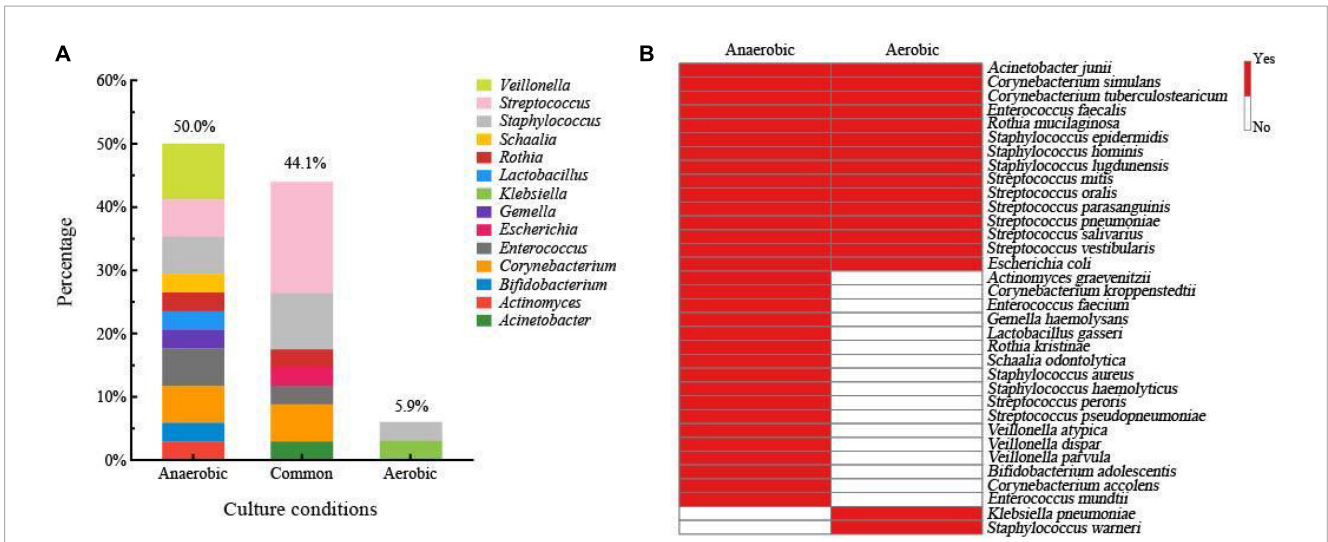 A
60%
50%
40%
30%
20%
10%
0%
Percentage
50.0%
44.1%
5.9%
Anaerobic Common Aerobic
Culture conditions
Veillonella
Streptococcus
Staphylococcus
Schaalia
Rothia
Lactobacillus
Klebsiella
Gemella
Escherichia
Enterococcus
Corynebacterium
Bifidobacterium
Actinomyces
Acinetobacter
B
Anaerobic Aerobic
Acinetobacter junii
Corynebacterium simulans
Corynebacterium tuberculostearicum
Enterococcus faecalis
Rothia mucilaginosa
Staphylococcus epidermidis
Staphylococcus hominis
Staphylococcus lugdunensis
Streptococcus mitis
Streptococcus oralis
Streptococcus parasanguinis
Streptococcus pneumoniae
Streptococcus salivarius
Streptococcus vestibularis
Escherichia coli
Actinomyces graevenitzii
Corynebacterium kroppenstedtii
Enterococcus faecium
Gemella haemolysans
Lactobacillus gasseri
Rothia kristinae
Schaalia odontolytica
Staphylococcus aureus
Staphylococcus haemolyticus
Streptococcus peroris
Streptococcus pseudopneumoniae
Veillonella atypica
Veillonella dispar
Veillonella parvula
Bifidobacterium adolescentis
Corynebacterium accolens
Enterococcus mundtii
Klebsiella pneumoniae
Staphylococcus warneri
Yes
No